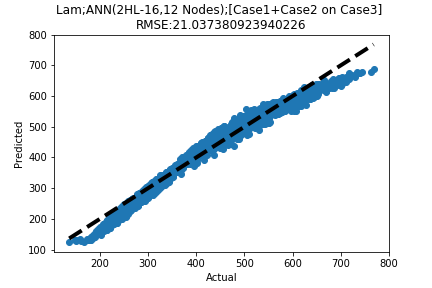 Lam;ANN(2HL-16,12 Nodes);[Case1+Case2 on Case3]
RMSE:21.037380923940226
800
700
600
500
400
300
200
100
Predicted
200 300 400 500 600 700 800
Actual